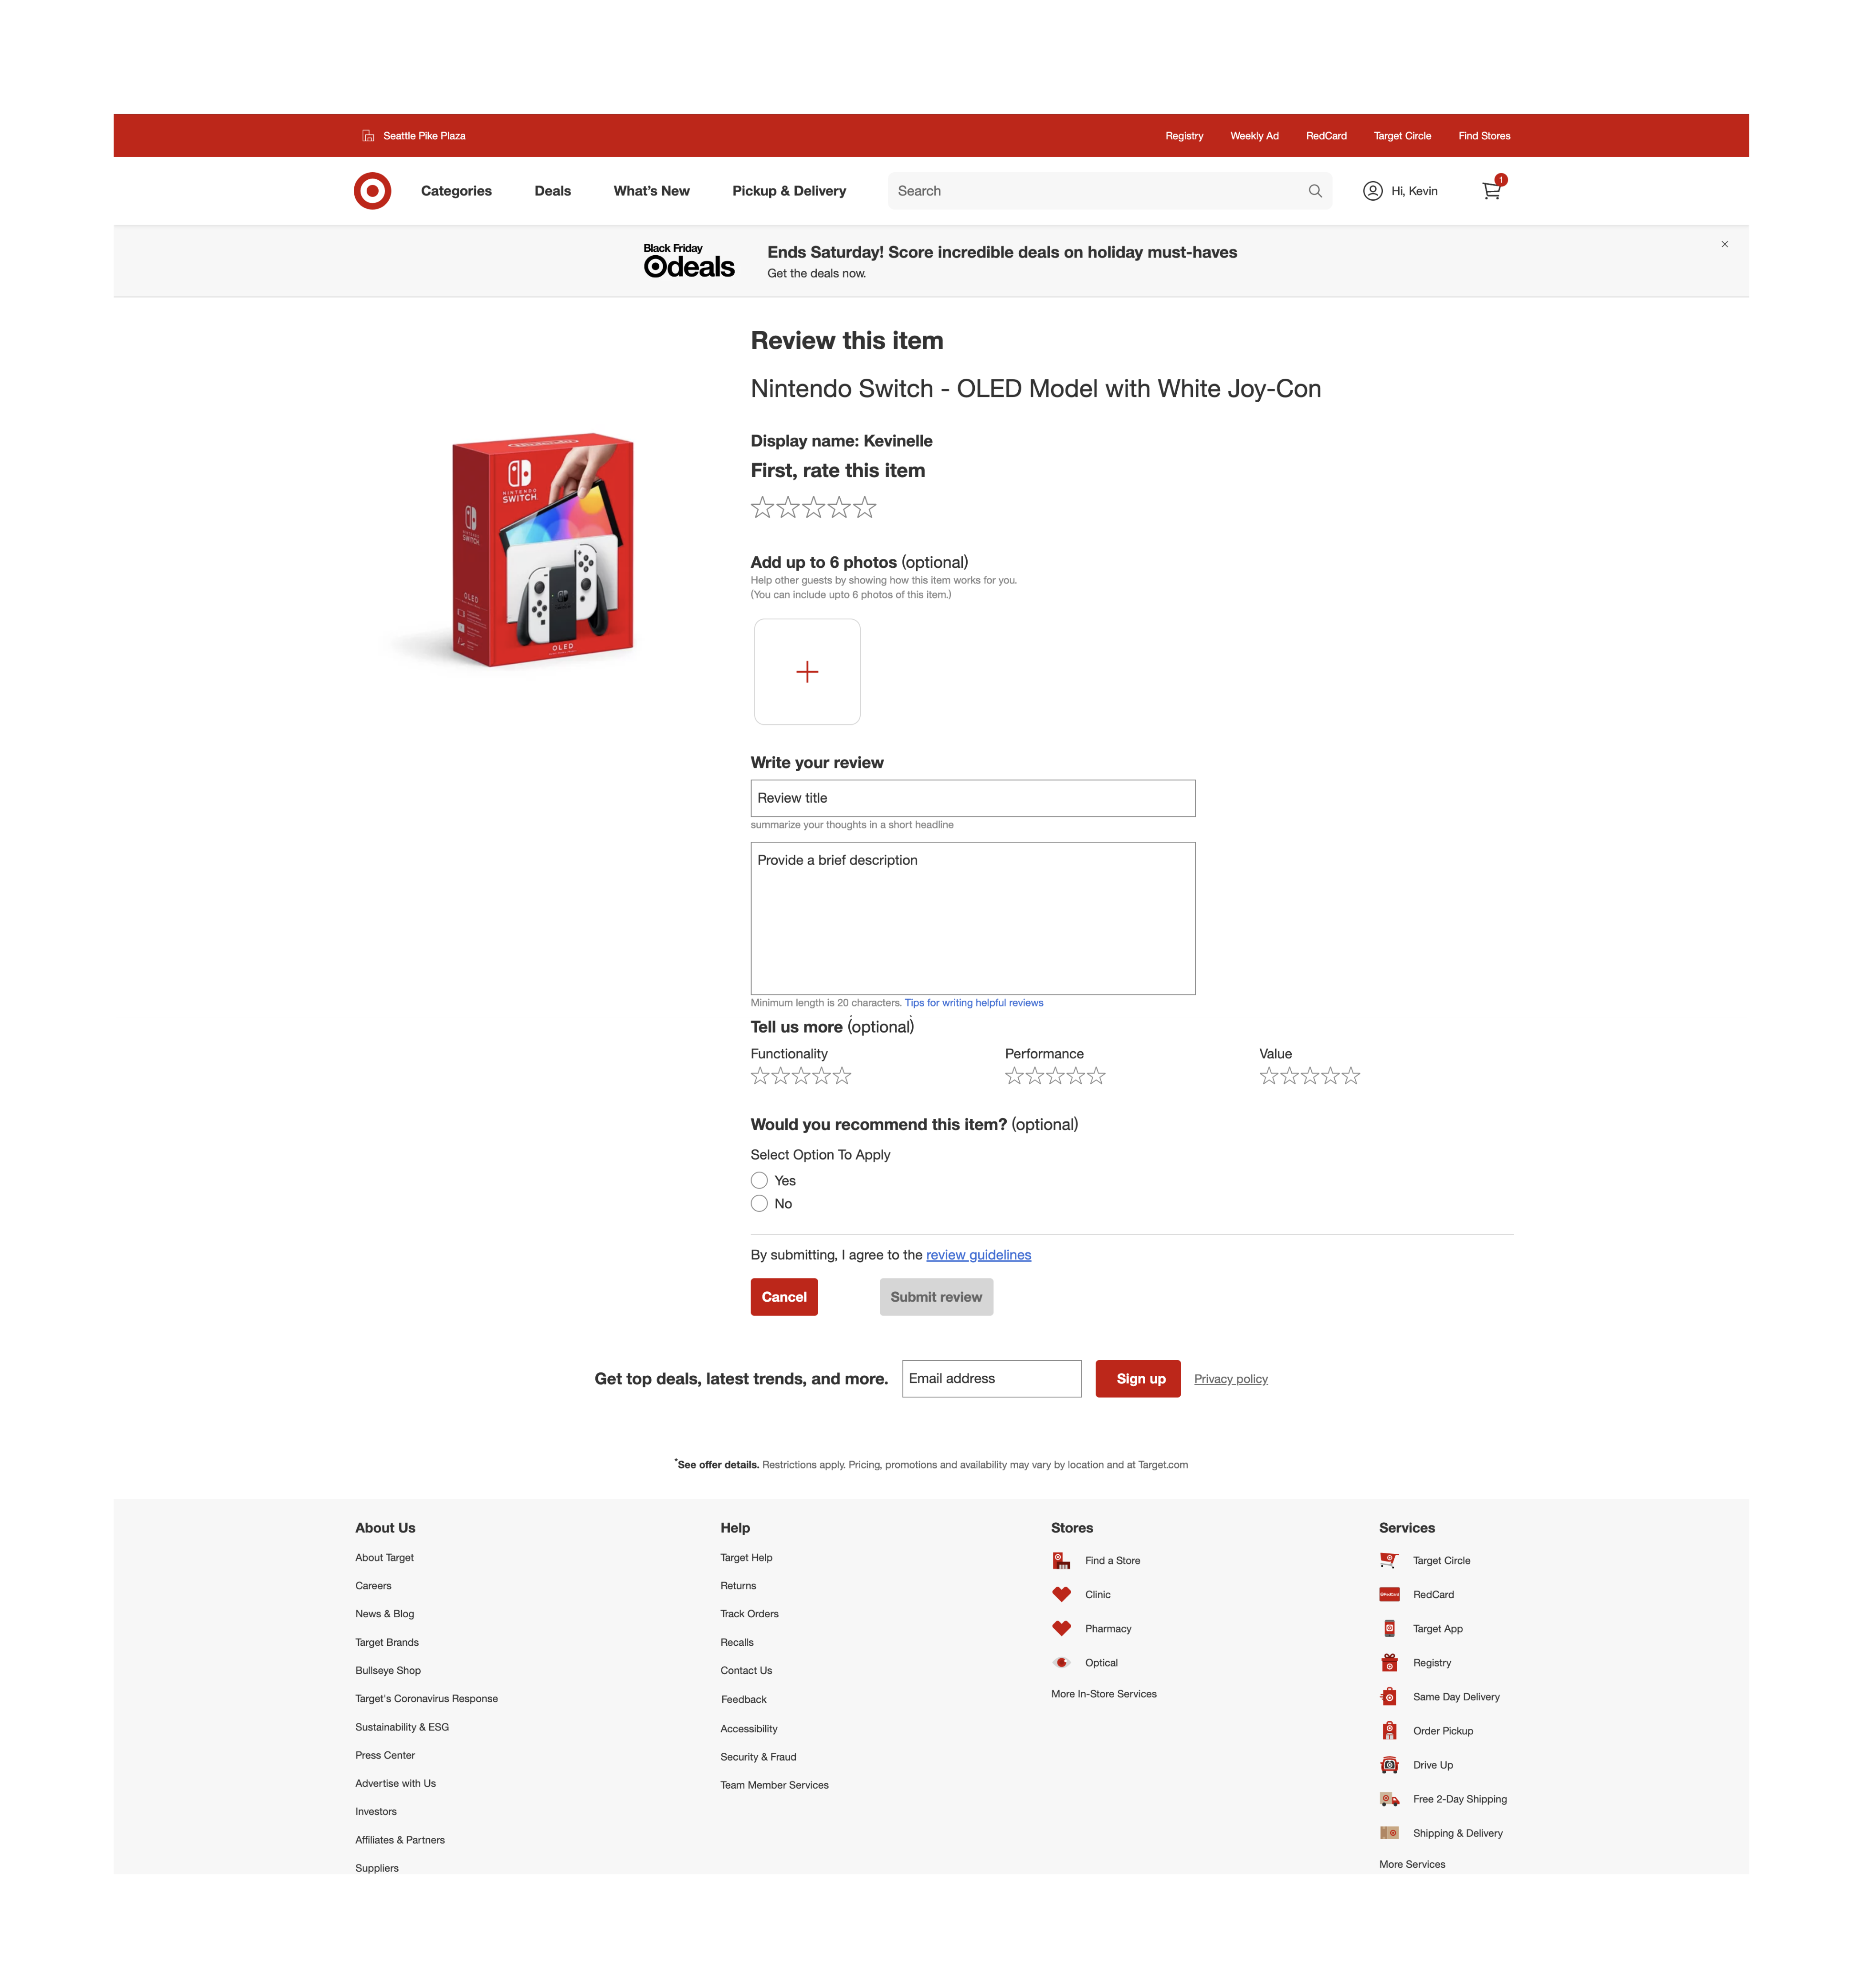 Seattle Pike Plaza
Registry
Weekly Ad
RedCard
Target Circle
Find Stores
Categories
Deals
What's New
Pickup & Delivery
Search
Hi, Kevin
1
Black Friday
deals
Ends Saturday! Score incredible deals on holiday must-haves
Get the deals now.
Review this item
Nintendo Switch - OLED Model with White Joy-Con
NINTENDO
SWITCH
OLED
OLED
Display name: Kevinelle
First, rate this item
Add up to 6 photos (optional)
Help other guests by showing how this item works for you.
(You can include upto 6 photos of this item.)
Write your review
Review title
summarize your thoughts in a short headline
Provide a brief description
Minimum length is 20 characters. Tips for writing helpful reviews
Tell us more (optional)
Functionality
Performance
Value
Would you recommend this item? (optional)
Select Option To Apply
Yes
No
By submitting, I agree to the review guidelines
Cancel
Submit review
Get top deals, latest trends, and more.
Email address
Sign up
Privacy policy
*See offer details. Restrictions apply. Pricing, promotions and availability may vary by location and at Target.com
About Us
About Target
Careers
News & Blog
Target Brands
Bullseye Shop
Target's Coronavirus Response
Sustainability & ESG
Press Center
Advertise with Us
Investors
Affiliates & Partners
Suppliers
Help
Target Help
Returns
Track Orders
Recalls
Contact Us
Feedback
Accessibility
Security & Fraud
Team Member Services
Stores
Find a Store
Clinic
Pharmacy
Optical
More In-Store Services
Services
Target Circle
RedCard
Target App
Registry
Same Day Delivery
Order Pickup
Drive Up
Free 2-Day Shipping
Shipping & Delivery
More Services